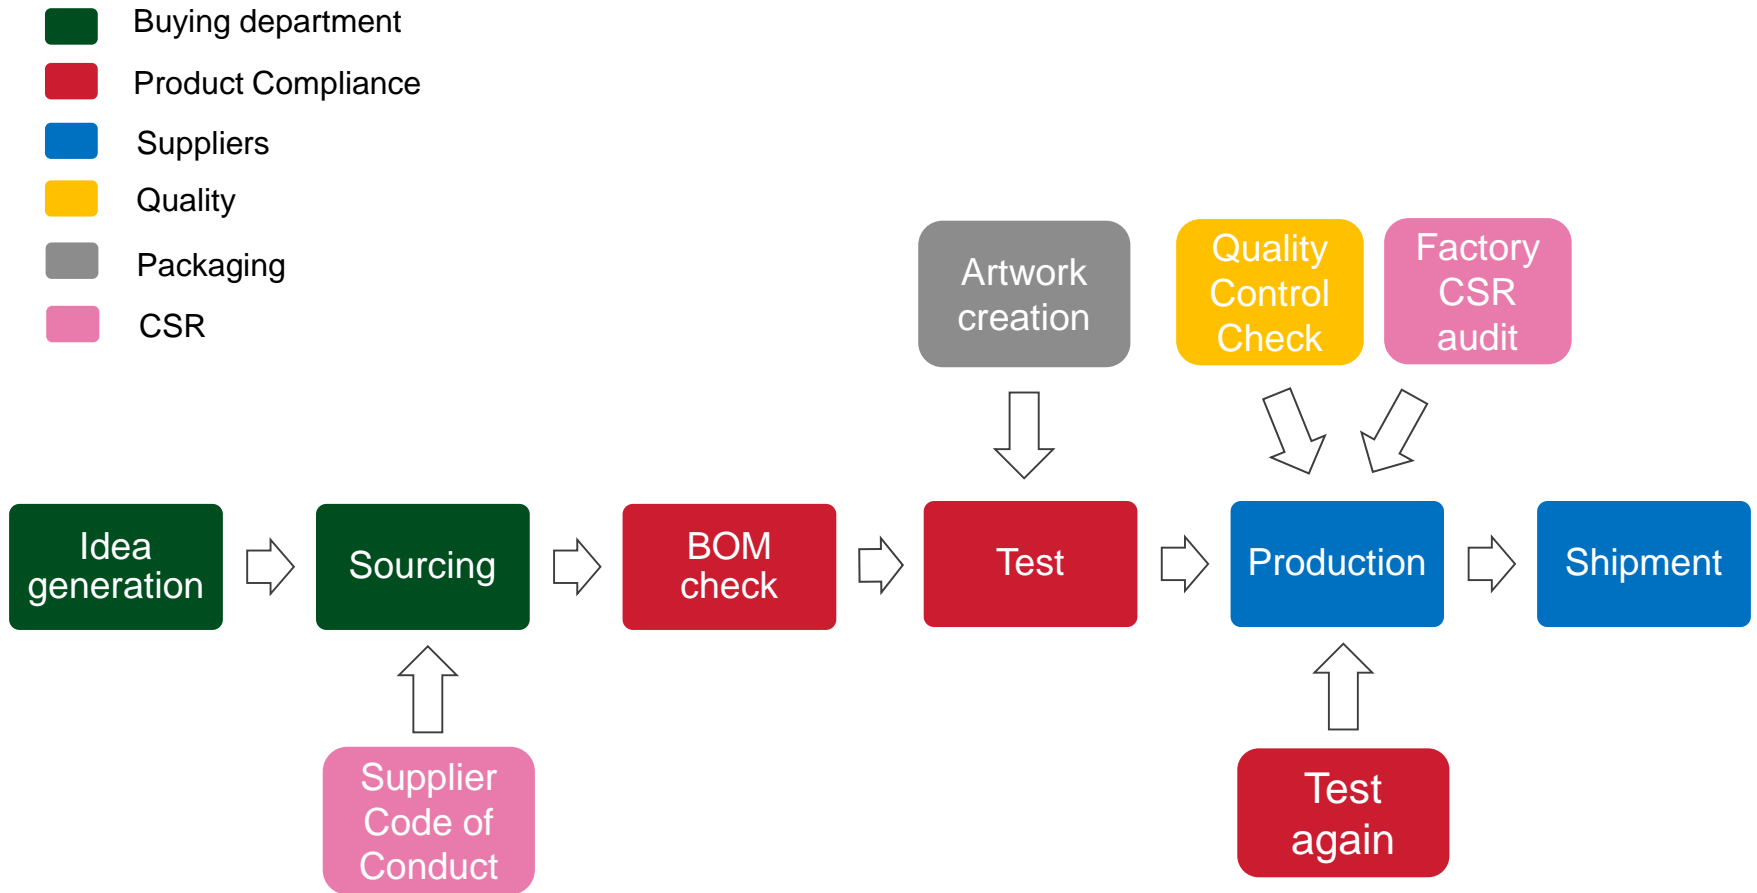 Buying department
Product Compliance
Suppliers
Quality
Packaging
CSR
Artwork
creation
Quality
Control
Check
Factory
CSR
audit
Idea
generation
Sourcing
BOM
check
Test
Production
Shipment
Supplier
Code of
Conduct
Test
again